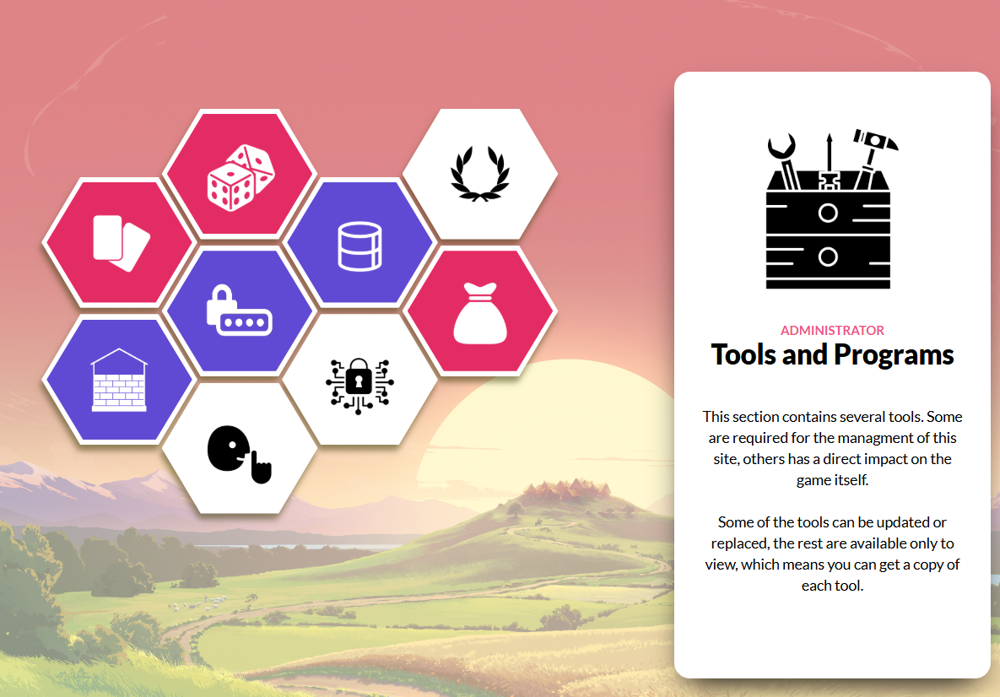 ADMINISTRATOR
Tools and Programs
This section contains several tools. Some
are required for the managment of this
site, others has a direct impact on the
game itself.
Some of the tools can be updated or
replaced, the rest are available only to
view, which means you can get a copy of
each tool.